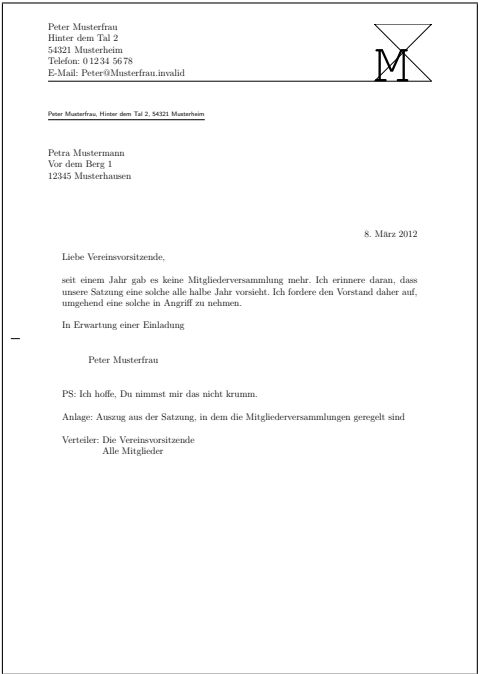 Peter Musterfrau
Hinter dem Tal 2
54321 Musterheim
Telefon: 0 12 34 56 78
E-Mail: Peter@Musterfrau.invalid
M
Peter Musterfrau, Hinter dem Tal 2, 54321 Musterheim
Petra Mustermann
Vor dem Berg 1
12345 Musterhausen
8. März 2012
Liebe Vereinsvorsitzende,
seit einem Jahr gab es keine Mitgliederversammlung mehr. Ich erinnere daran, dass
unsere Satzung eine solche alle halbe Jahr vorsieht. Ich fordere den Vorstand daher auf,
umgehend eine solche in Angriff zu nehmen.
In Erwartung einer Einladung
Peter Musterfrau
PS: Ich hoffe, Du nimmst mir das nicht krumm.
Anlage: Auszug aus der Satzung, in dem die Mitgliederversammlungen geregelt sind
Verteiler: Die Vereinsvorsitzende
Alle Mitglieder